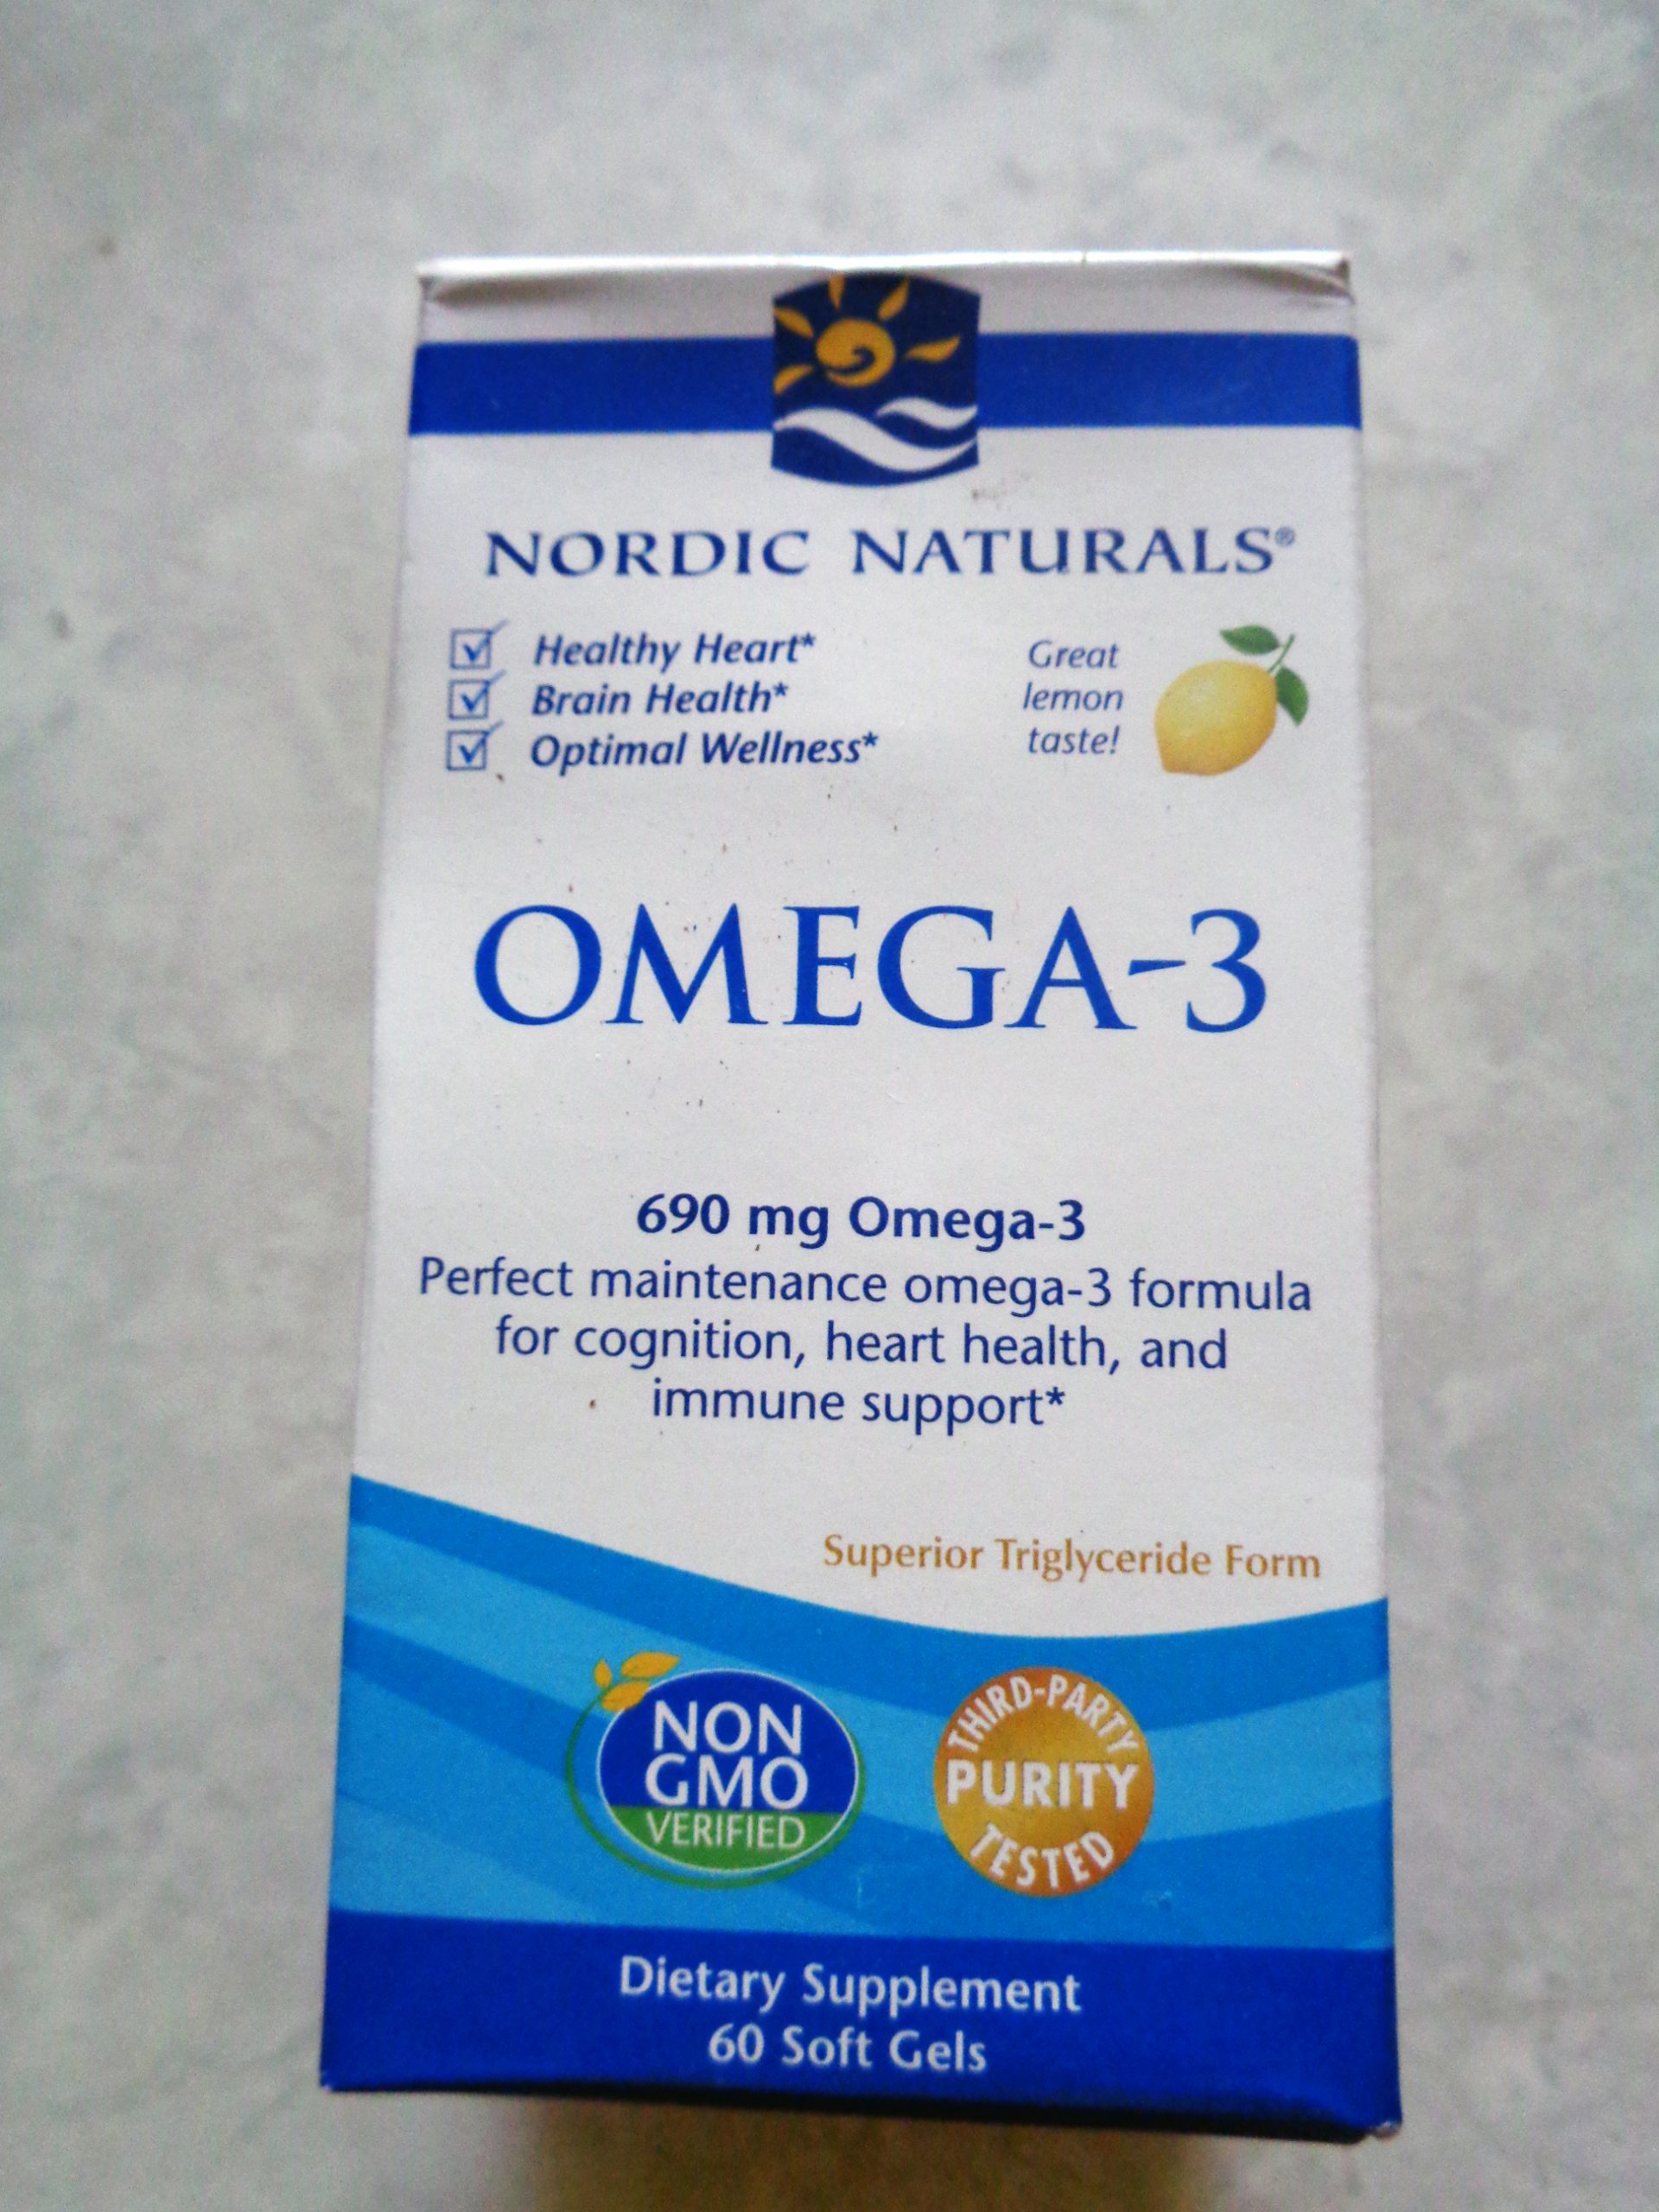 NORDIC NATURALS®
Healthy Heart*
Brain Health*
Optimal Wellness*
Great
lemon
taste!
OMEGA-3
690 mg Omega-3
Perfect maintenance omega-3 formula
for cognition, heart health, and
immune support*
Superior Triglyceride Form
NON
GMO
VERIFIED
THIRD-PARTY
PURITY
TESTED
Dietary Supplement
60 Soft Gels